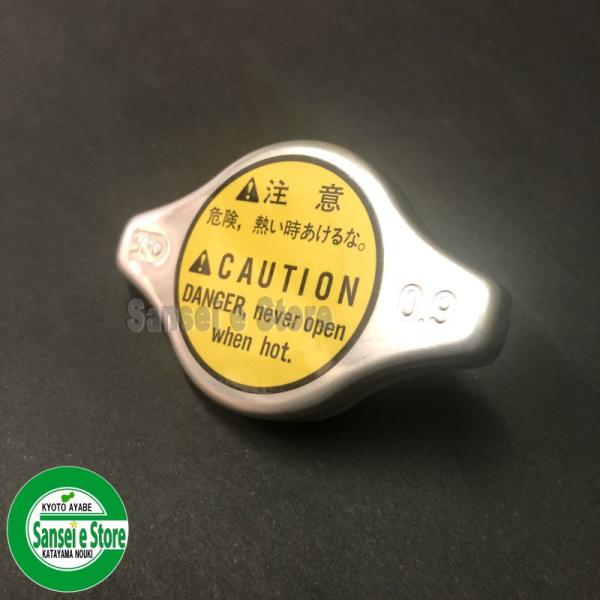 ⚠注意
危険，熱い時あけるな。
⚠CAUTION
DANGER, never open
when hot.
0.9
Sansei e Store
KYOTO AYABE
Sansei e Store
KATAYAMA NOUKI